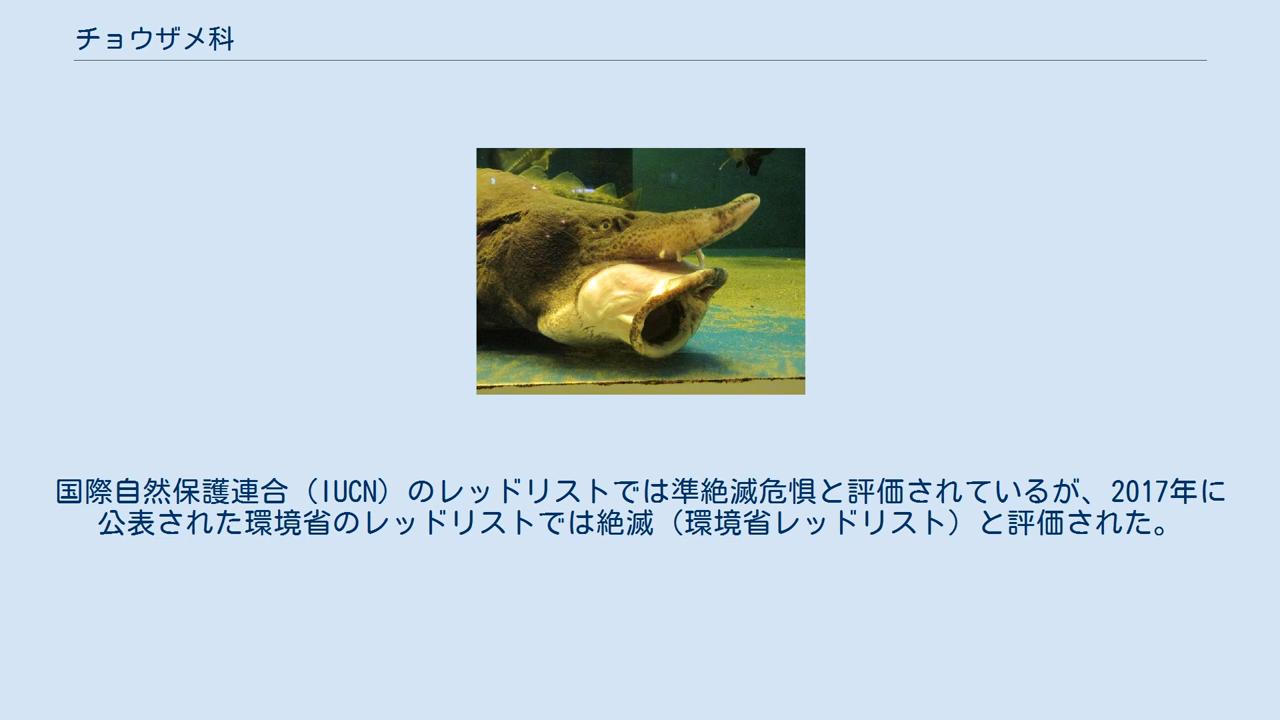 チョウザメ科
国際自然保護連合（IUCN）のレッドリストでは準絶滅危惧と評価されているが、2017年に
公表された環境省のレッドリストでは絶滅（環境省レッドリスト）と評価された。